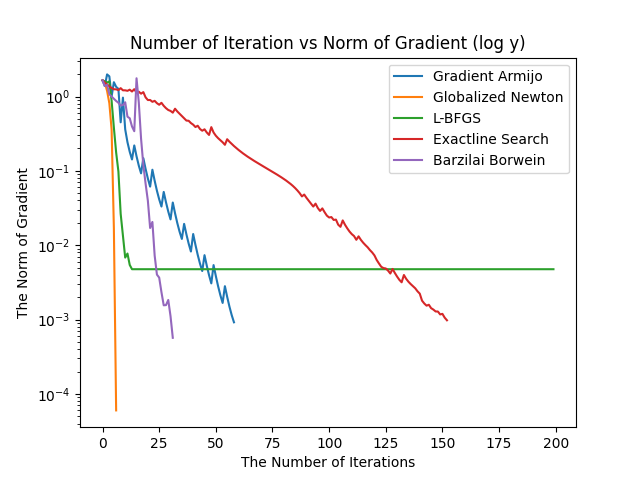 Number of Iteration vs Norm of Gradient (log y)
Gradient Armijo
Globalized Newton
L-BFGS
Exactline Search
Barzilai Borwein
The Norm of Gradient
10⁰
10⁻¹
10⁻²
10⁻³
10⁻⁴
0 25 50 75 100 125 150 175 200
The Number of Iterations